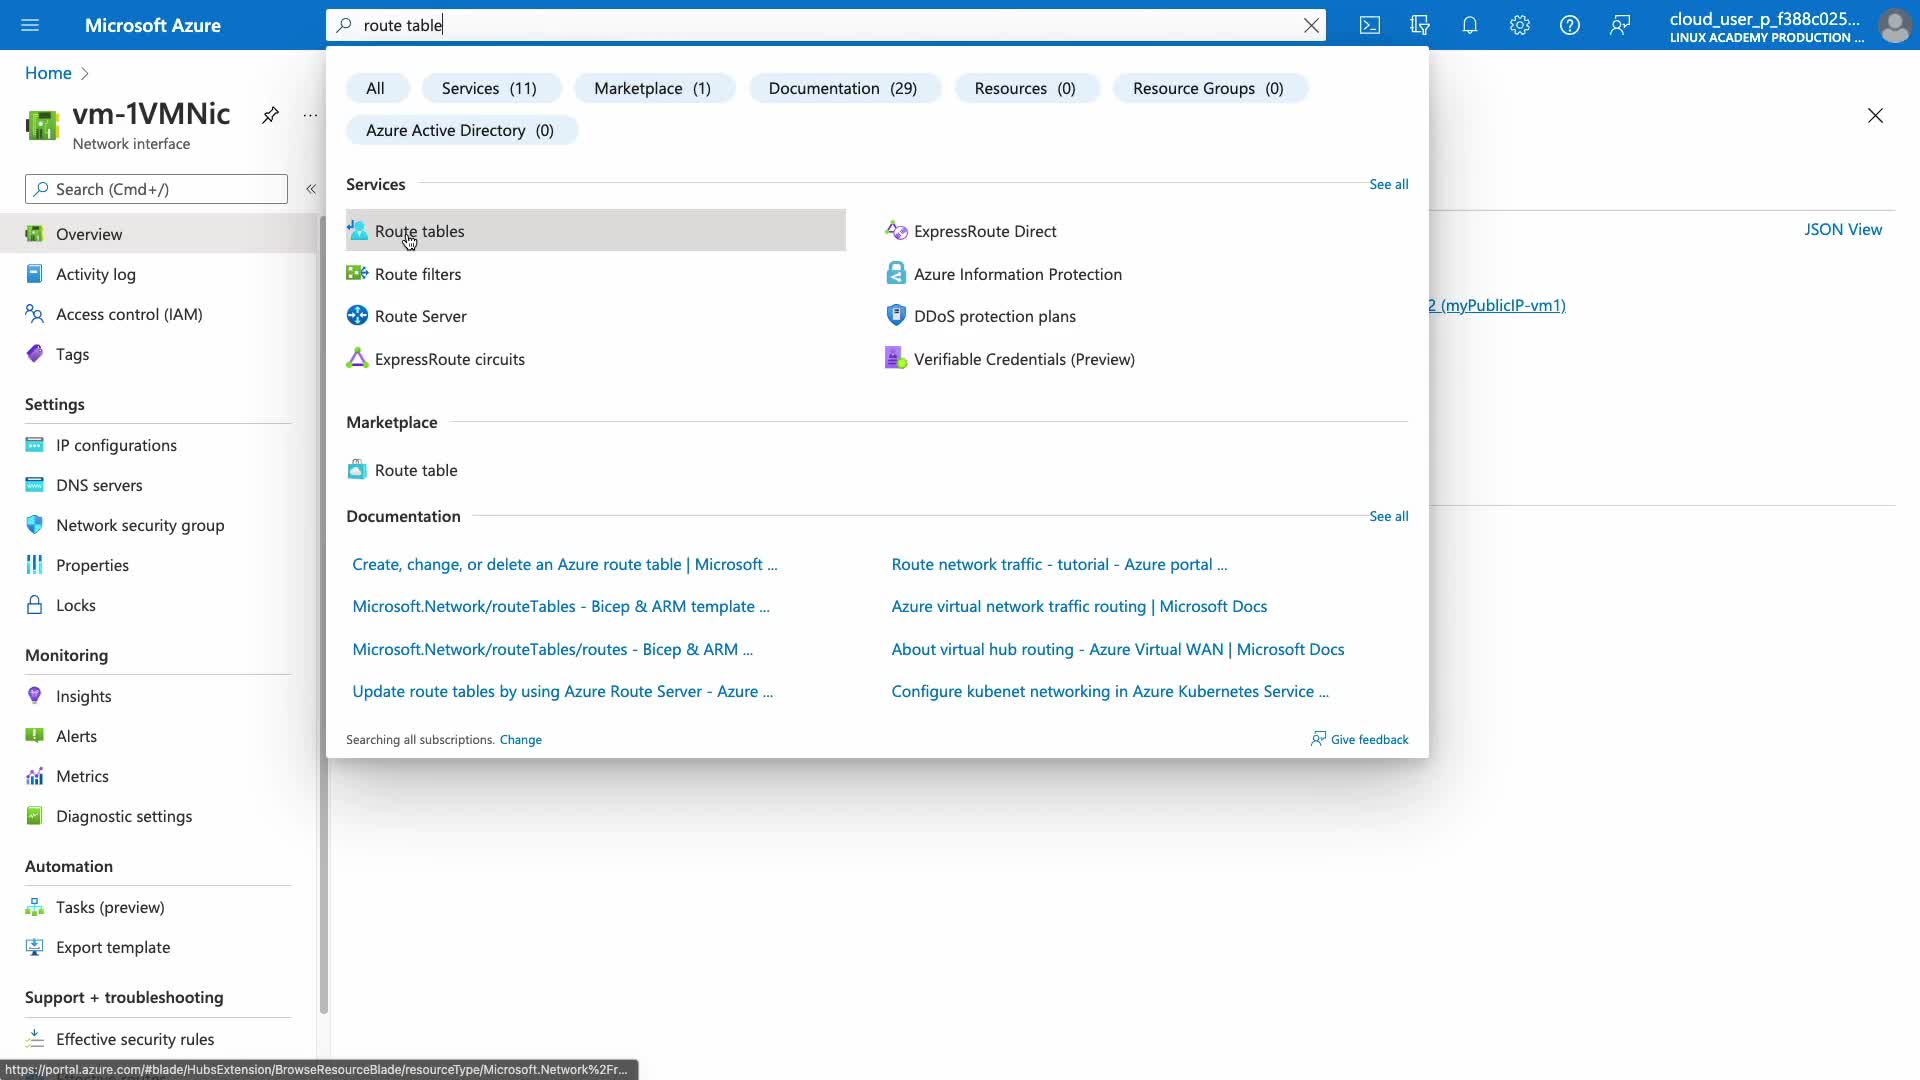 Microsoft Azure
route table
cloud_user_p_f388c025...
LINUX ACADEMY PRODUCTION ...
Home
vm-1VMNic
...
Network interface
Search (Cmd+/)
«
Overview
Activity log
Access control (IAM)
Tags
Settings
IP configurations
DNS servers
Network security group
Properties
Locks
Monitoring
Insights
Alerts
Metrics
Diagnostic settings
Automation
Tasks (preview)
Export template
Support + troubleshooting
Effective security rules
All
Services (11)
Marketplace (1)
Documentation (29)
Resources (0)
Resource Groups (0)
Azure Active Directory (0)
Services
See all
Route tables
ExpressRoute Direct
Route filters
Azure Information Protection
Route Server
DDoS protection plans
ExpressRoute circuits
Verifiable Credentials (Preview)
Marketplace
Route table
Documentation
See all
Create, change, or delete an Azure route table | Microsoft ...
Route network traffic - tutorial - Azure portal ...
Microsoft.Network/routeTables - Bicep & ARM template ...
Azure virtual network traffic routing | Microsoft Docs
Microsoft.Network/routeTables/routes - Bicep & ARM ...
About virtual hub routing - Azure Virtual WAN | Microsoft Docs
Update route tables by using Azure Route Server - Azure ...
Configure kubenet networking in Azure Kubernetes Service ...
Searching all subscriptions. Change
Give feedback
JSON View
2 (myPublicIP-vm1)
https://portal.azure.com/#blade/HubsExtension/BrowseResourceBlade/resourceType/Microsoft.Network%2Fr...